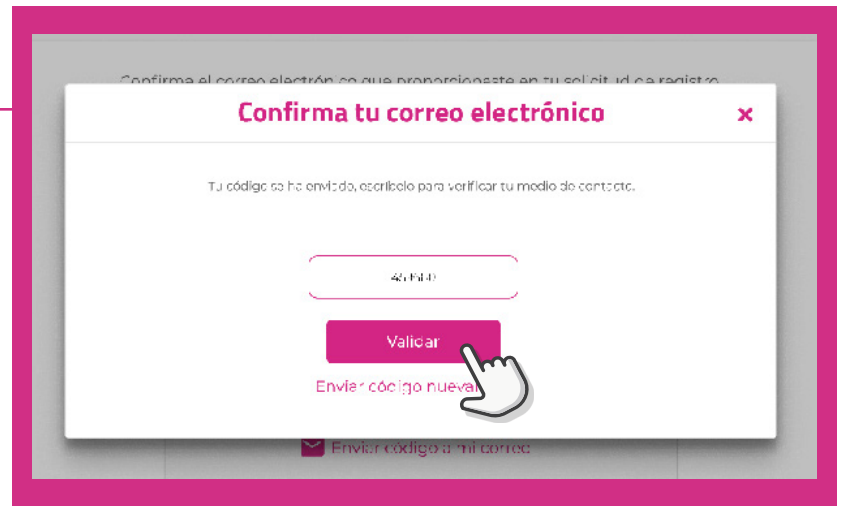 Confirma el correo electrónico que proporcionaste en tu solicitud de registro
Confirma tu correo electrónico
x
Tu código se ha enviado, escríbelo para verificar tu medio de contacto.
Validar
Enviar código
Enviar código a mi correo